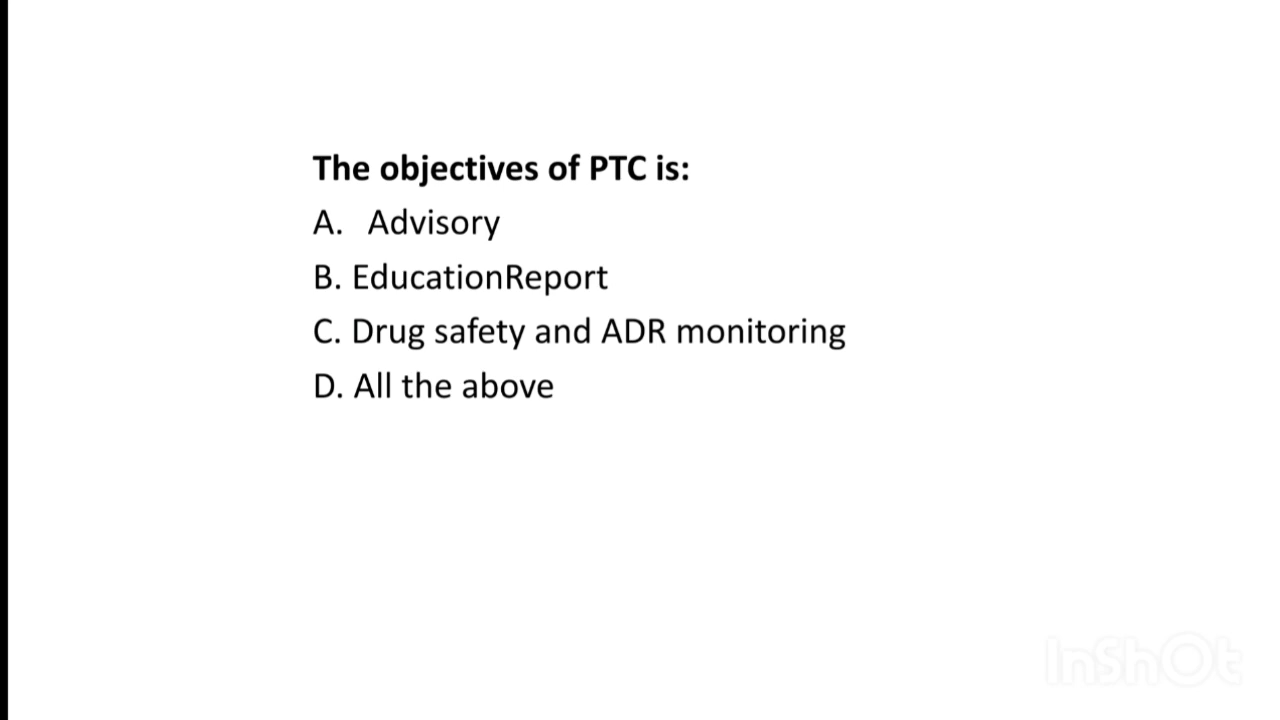 The objectives of PTC is:
A. Advisory
B. EducationReport
C. Drug safety and ADR monitoring
D. All the above
InShOt